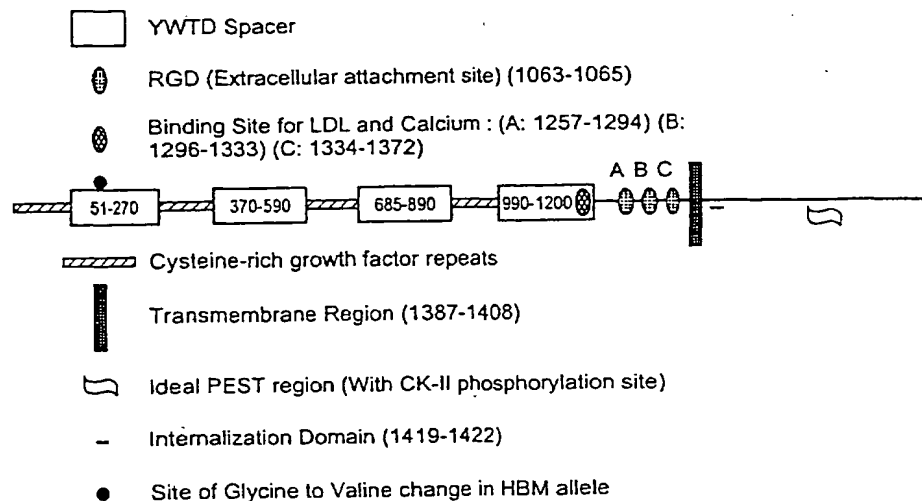 YWTD Spacer
RGD (Extracellular attachment site) (1063-1065)
Binding Site for LDL and Calcium : (A: 1257-1294) (B:
1296-1333) (C: 1334-1372)
A B C
51-270 370-590 685-890 990-1200
Cysteine-rich growth factor repeats
Transmembrane Region (1387-1408)
Ideal PEST region (With CK-II phosphorylation site)
Internalization Domain (1419-1422)
Site of Glycine to Valine change in HBM allele